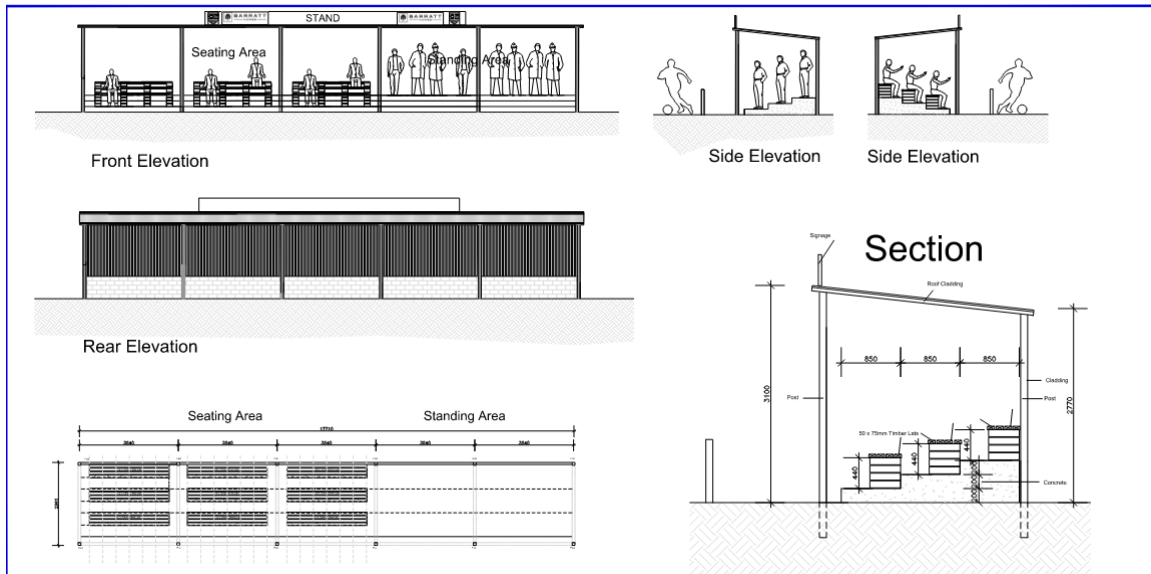 BARRATT
STAND
BARRATT
Seating Area
Standing Area
Front Elevation
Side Elevation
Side Elevation
Rear Elevation
Section
Signage
Roof Cladding
850
850
850
3100
2770
Cladding
Post
Post
50 x 75mm Timber Lats
440
440
440
Concrete
Seating Area
Standing Area